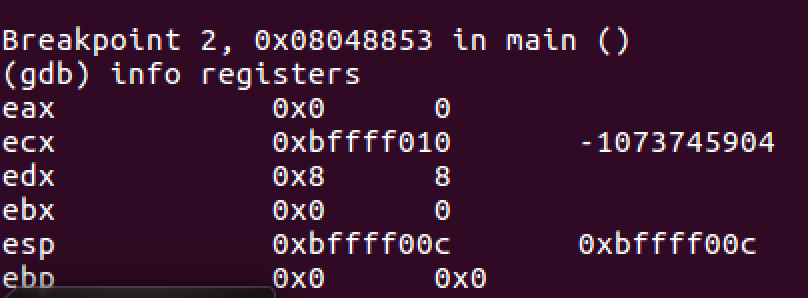 Breakpoint 2, 0x08048853 in main ()
(gdb) info registers
eax 0x0 0
ecx 0xbffff010 -1073745904
edx 0x8 8
ebx 0x0 0
esp 0xbffff00c 0xbffff00c
ebp 0x0 0x0